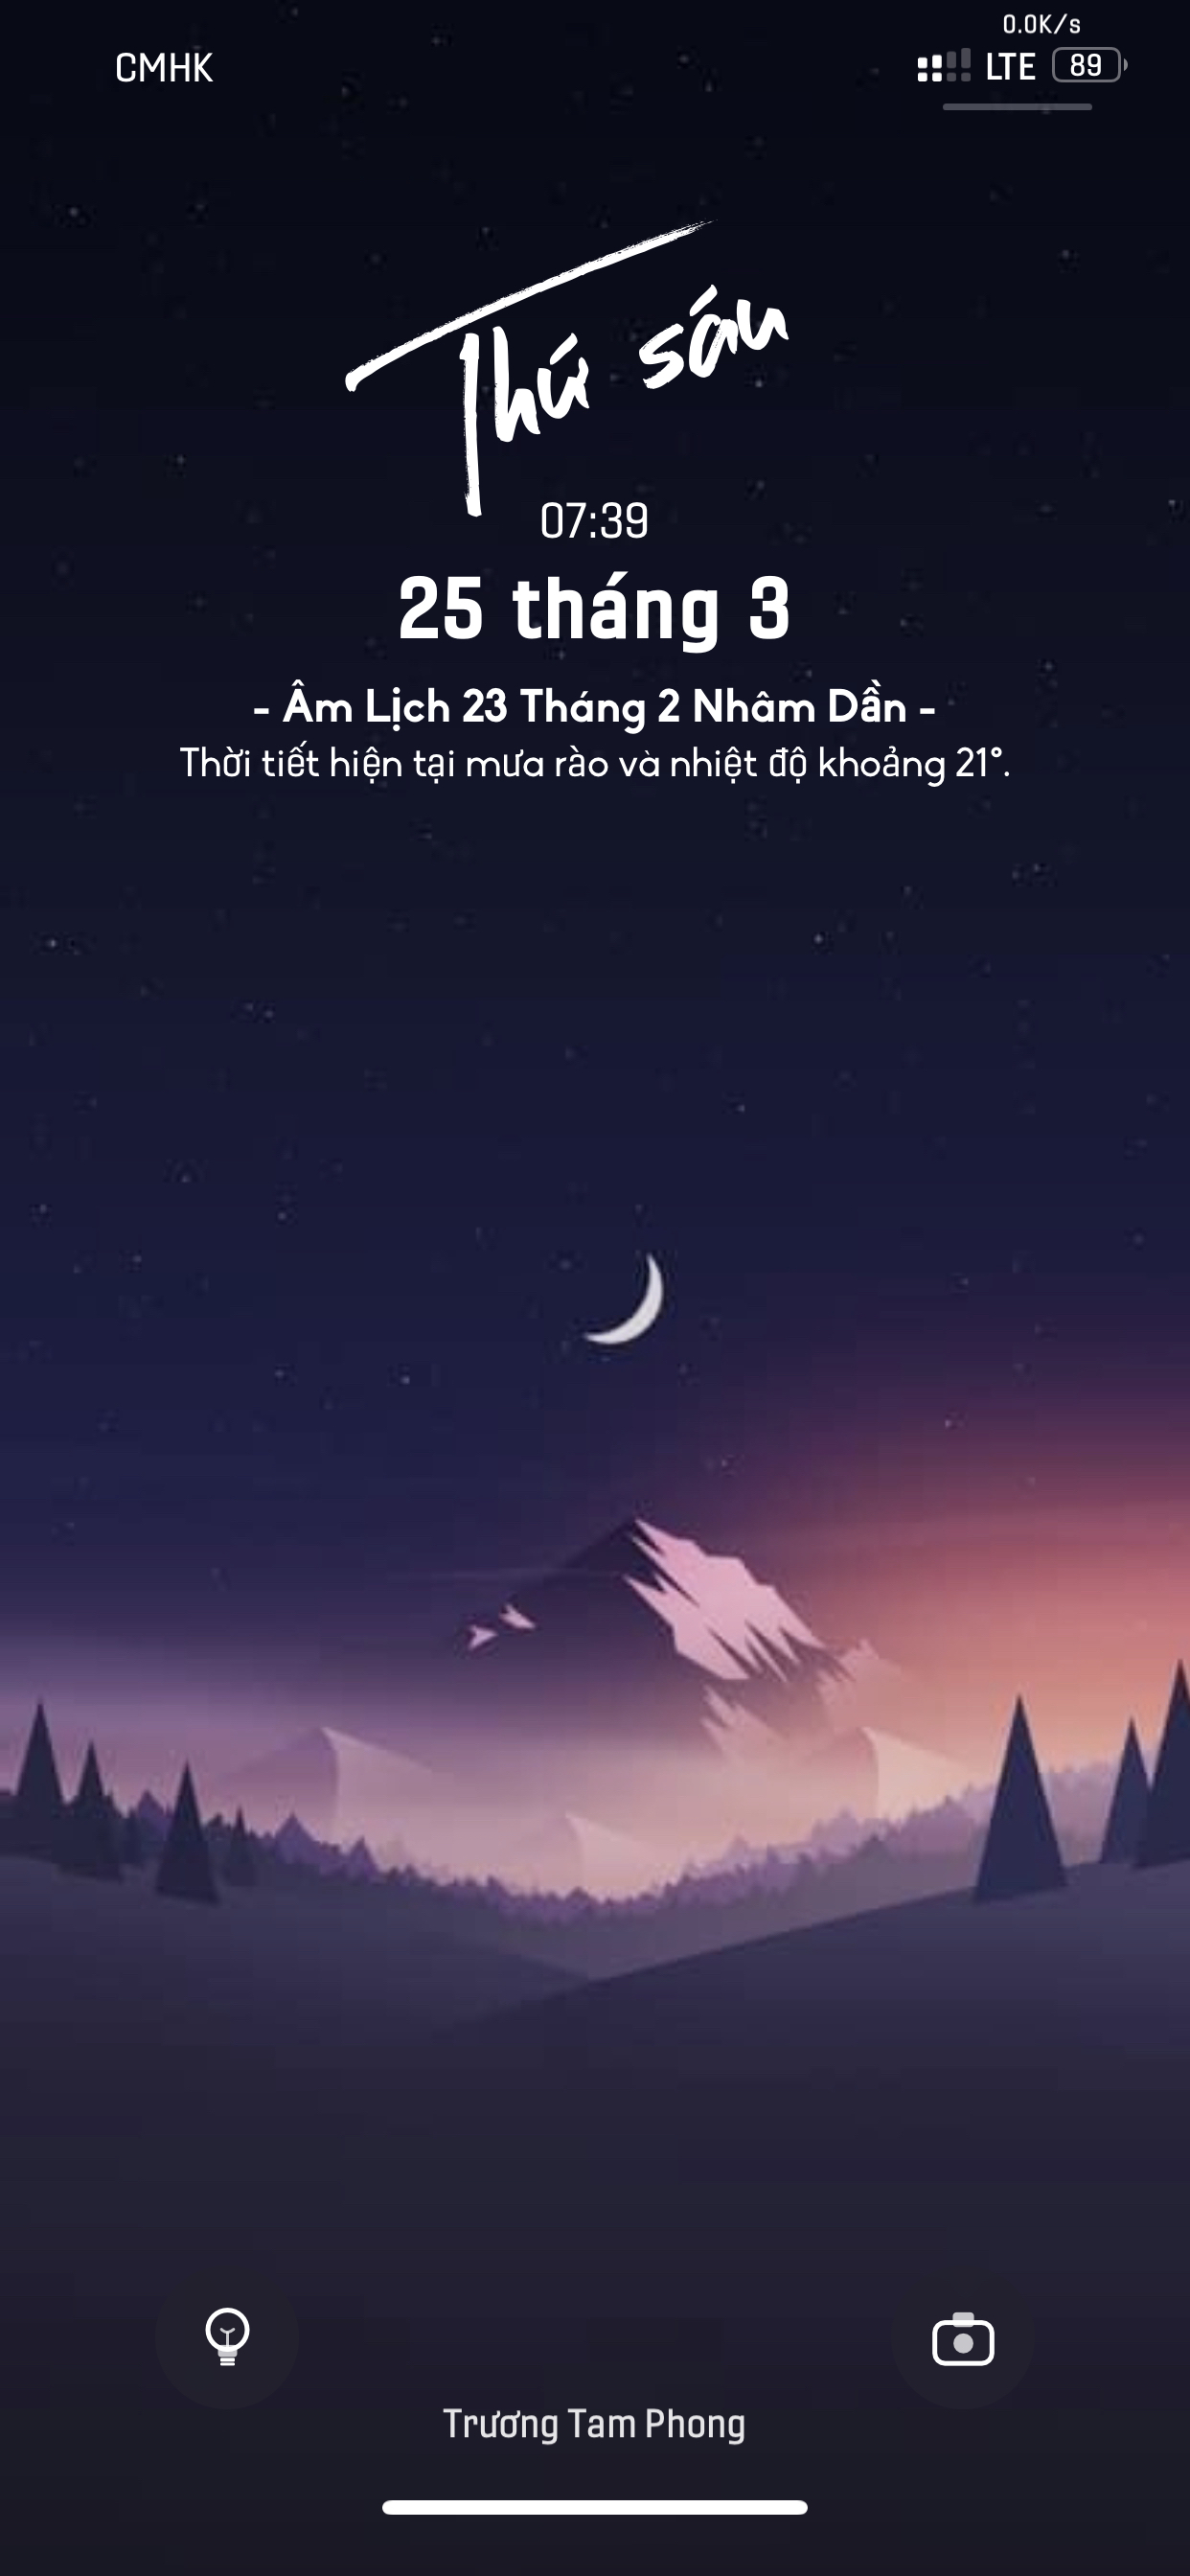 0.0K/s
CMHK LTE 89
Thứ sáu
07:39
25 tháng 3
- Âm Lịch 23 Tháng 2 Nhâm Dần -
Thời tiết hiện tại mưa rào và nhiệt độ khoảng 21°.
Trương Tam Phong